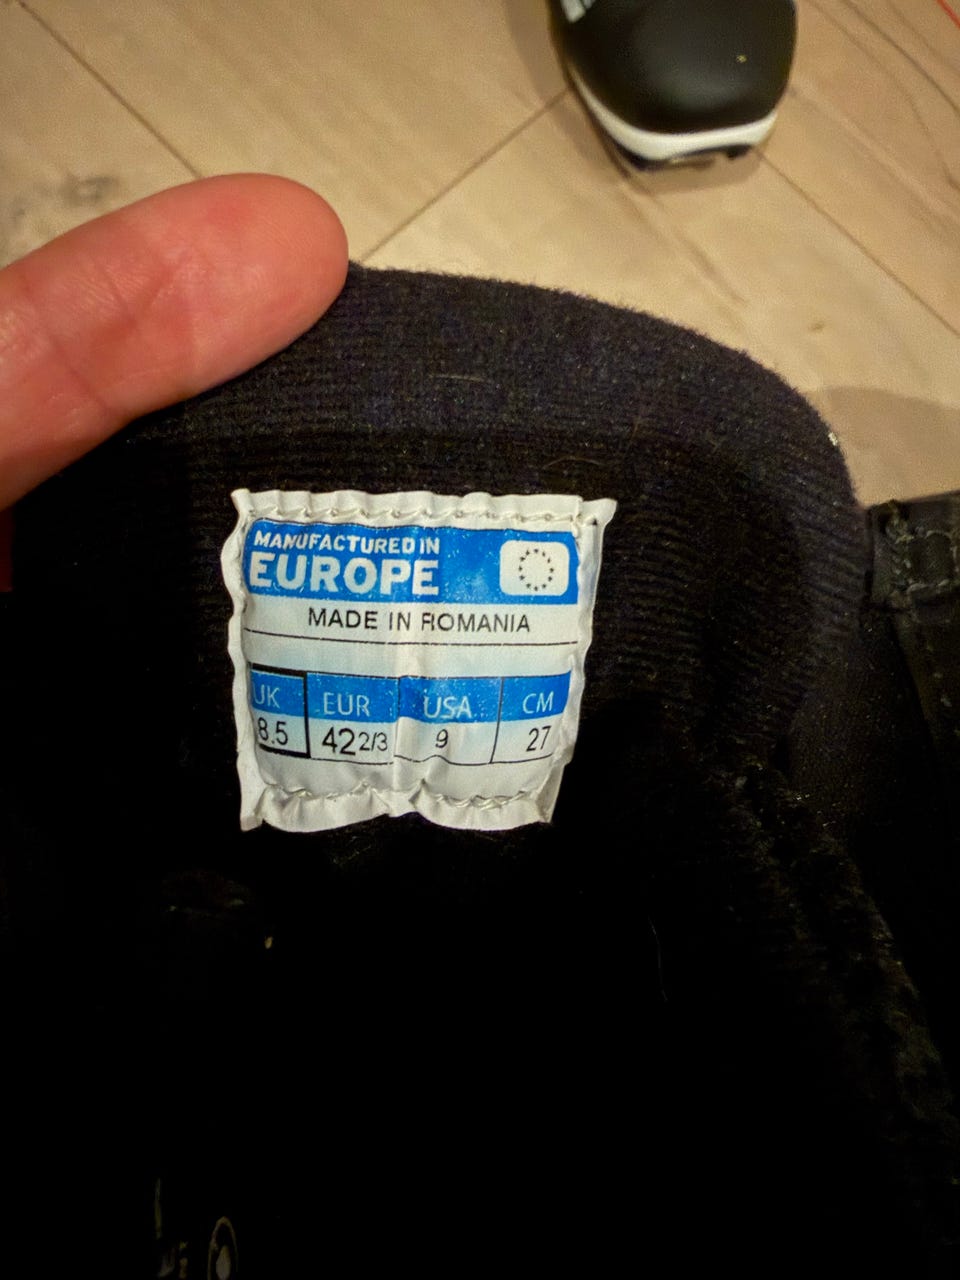 MANUFACTURED IN
EUROPE
MADE IN ROMANIA
UK EUR USA CM
8.5 42 2/3 9 27